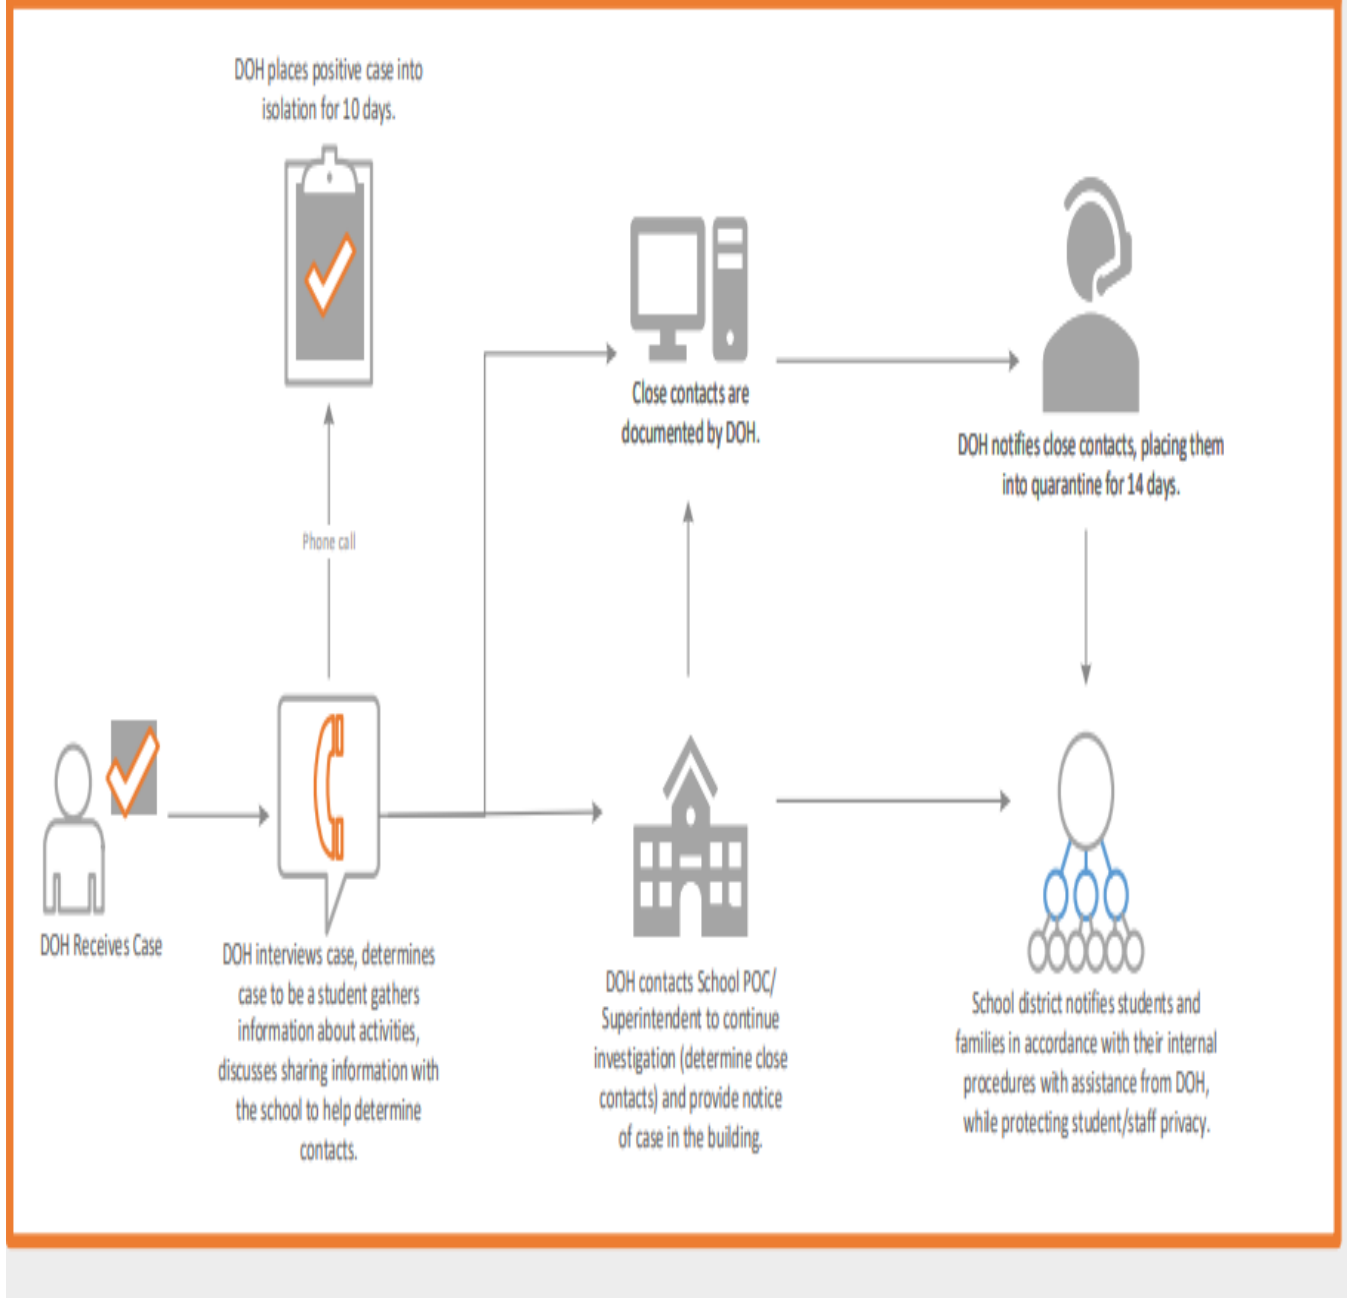 DOH places positive case into
isolation for 10 days.
Close contacts are
documented by DOH.
DOH notifies close contacts, placing them
into quarantine for 14 days.
Phone call
DOH Receives Case
DOH interviews case, determines
case to be a student gathers
information about activities,
discusses sharing information with
the school to help determine
contacts.
DOH contacts School POC/
Superintendent to continue
investigation (determine close
contacts) and provide notice
of case in the building.
School district notifies students and
families in accordance with their internal
procedures with assistance from DOH,
while protecting student/staff privacy.